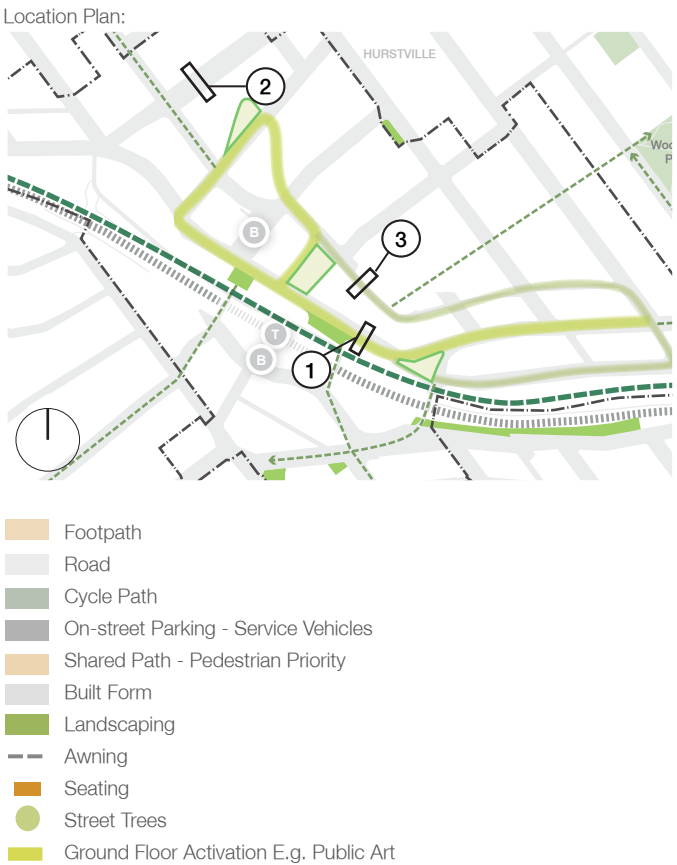 Location Plan:
HURSTVILLE
2
Woo
P
B
3
T
B
1
Footpath
Road
Cycle Path
On-street Parking - Service Vehicles
Shared Path - Pedestrian Priority
Built Form
Landscaping
Awning
Seating
Street Trees
Ground Floor Activation E.g. Public Art